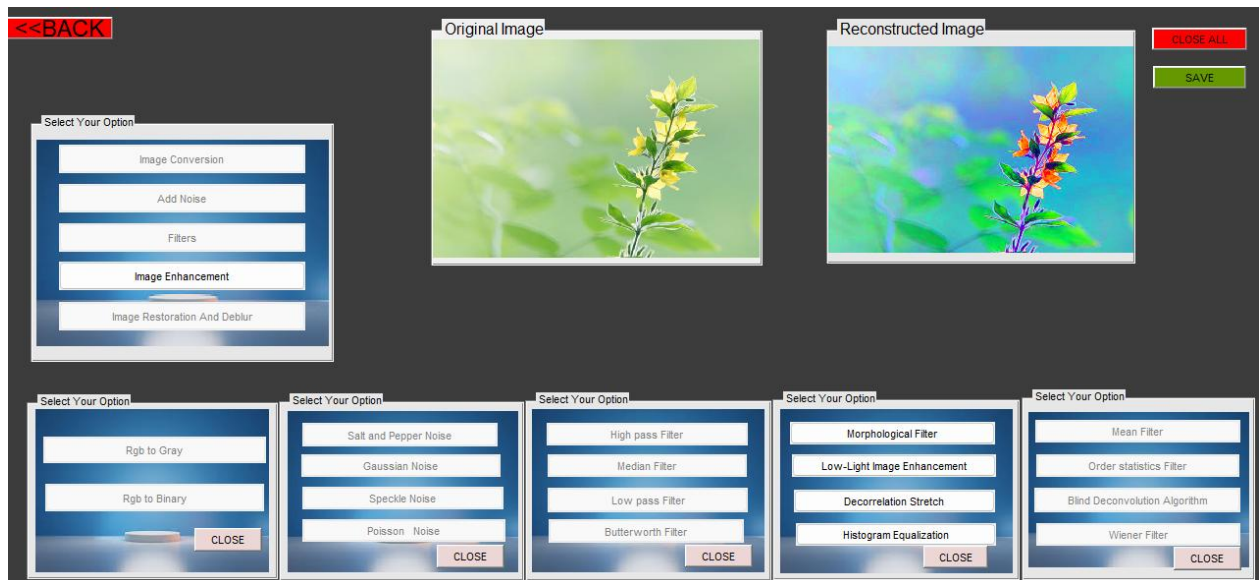 <<BACK
Original Image
Reconstructed Image
CLOSE ALL
SAVE
Select Your Option
Image Conversion
Add Noise
Filters
Image Enhancement
Image Restoration And Deblur
Select Your Option
Rgb to Gray
Rgb to Binary
CLOSE
Select Your Option
Salt and Pepper Noise
Gaussian Noise
Speckle Noise
Poisson Noise
CLOSE
Select Your Option
High pass Filter
Median Filter
Low pass Filter
Butterworth Filter
CLOSE
Select Your Option
Morphological Filter
Low-Light Image Enhancement
Decorrelation Stretch
Histogram Equalization
CLOSE
Select Your Option
Mean Filter
Order statistics Filter
Blind Deconvolution Algorithm
Wiener Filter
CLOSE